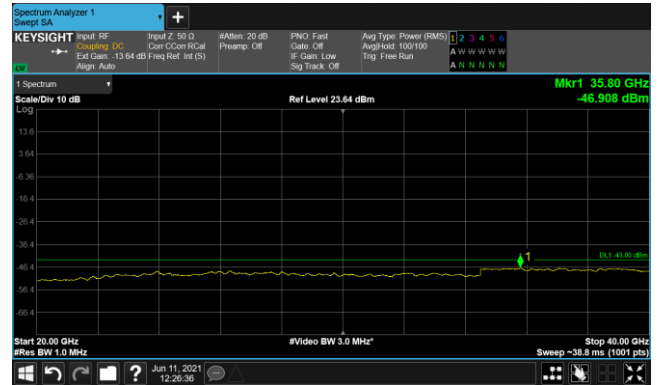 Spectrum Analyzer 1
Swept SA
+
KEYSIGHT Input: RF Input Z: 50 Ω #Atten: 20 dB PNO: Fast Avg Type: Power (RMS) 1 2 3 4 5 6
Coupling: DC Corr CCorr RCal Preamp: Off Gate: Off Avg|Hold: 100/100 A W W W W W
Ext Gain: -13.64 dB Freq Ref: Int (S) IF Gain: Low Trig: Free Run
Align: Auto Sig Track: Off A N N N N N
LW
1 Spectrum Mkr1 35.80 GHz
Scale/Div 10 dB Ref Level 23.64 dBm -46.908 dBm
Log
13.6
3.64
-6.36
-16.4
-26.4
-36.4
1 DL1 -43.00 dBm
-46.4
-56.4
-66.4
Start 20.00 GHz #Video BW 3.0 MHz* Stop 40.00 GHz
#Res BW 1.0 MHz Sweep ~38.8 ms (1001 pts)
? Jun 11, 2021
12:26:36